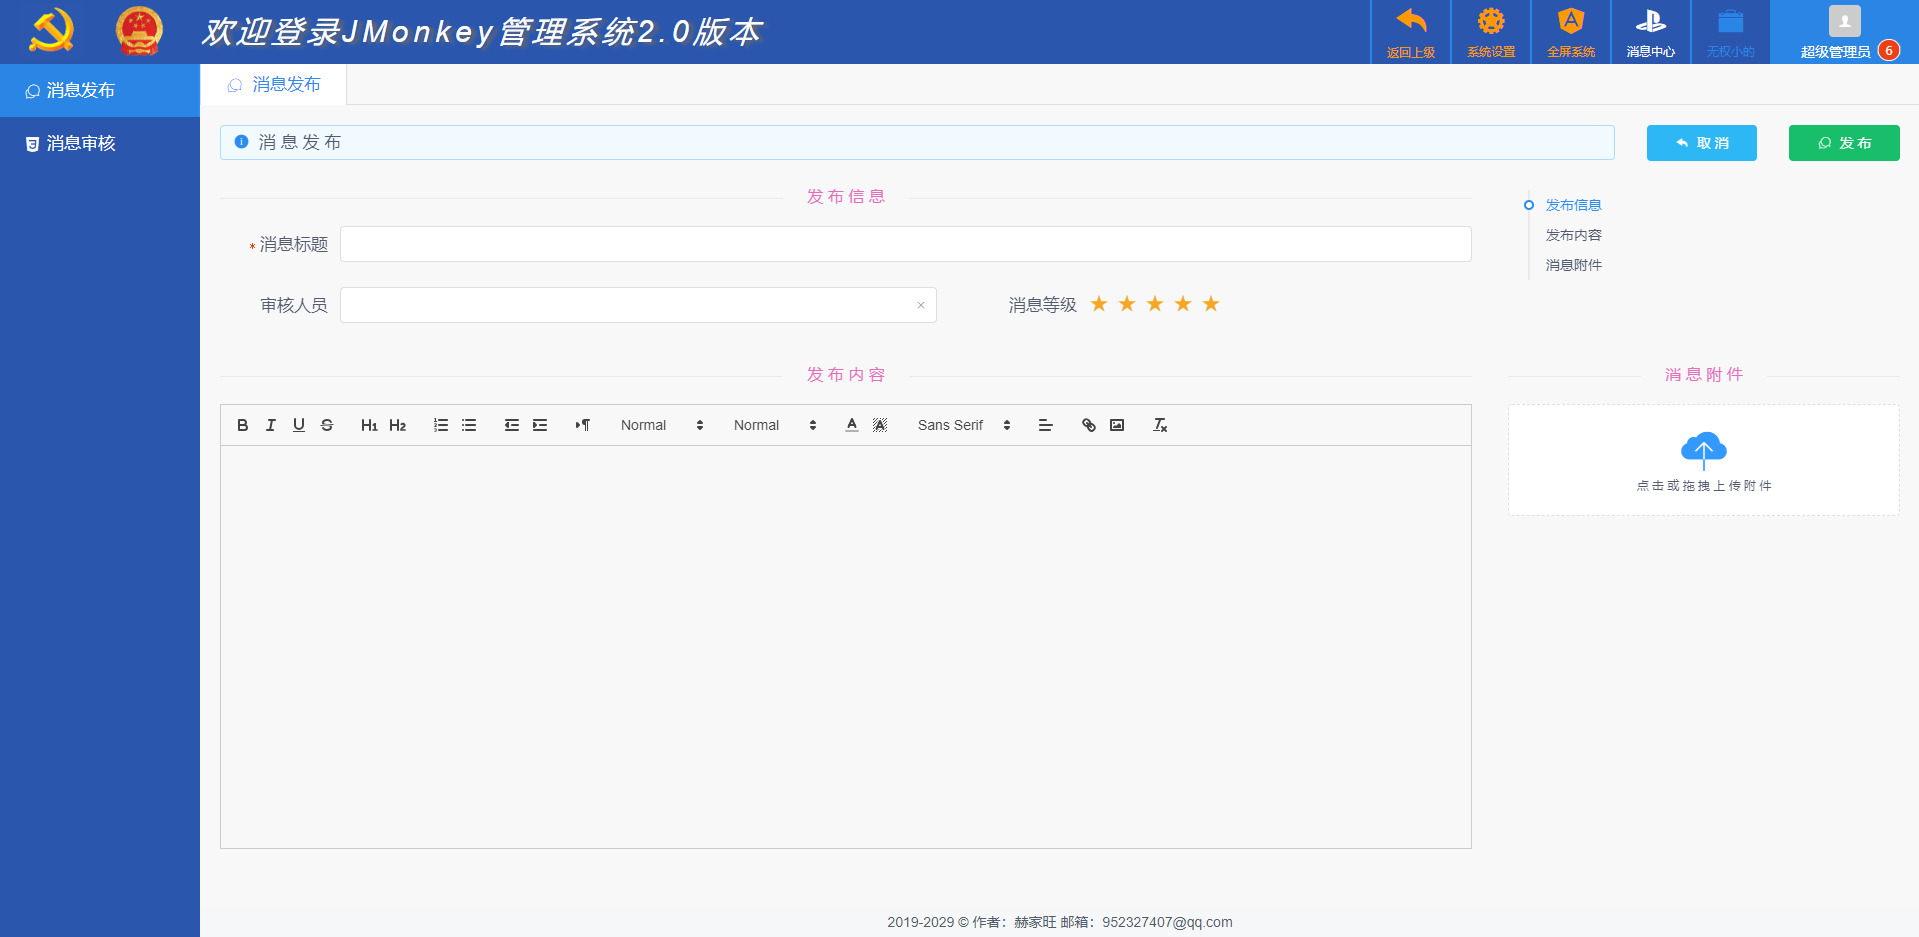 欢迎登录JMonkey管理系统2.0版本
返回上级
系统设置
全屏系统
消息中心
无权小的
超级管理员 6
消息发布
消息审核
消息发布
消息发布
取消
发布
发布信息
* 消息标题
审核人员
消息等级
发布信息
发布内容
消息附件
发布内容
B I U S H1 H2 Normal Normal A A Sans Serif Tx
消息附件
点击或拖拽上传附件
2019-2029 © 作者：赫家旺 邮箱：952327407@qq.com